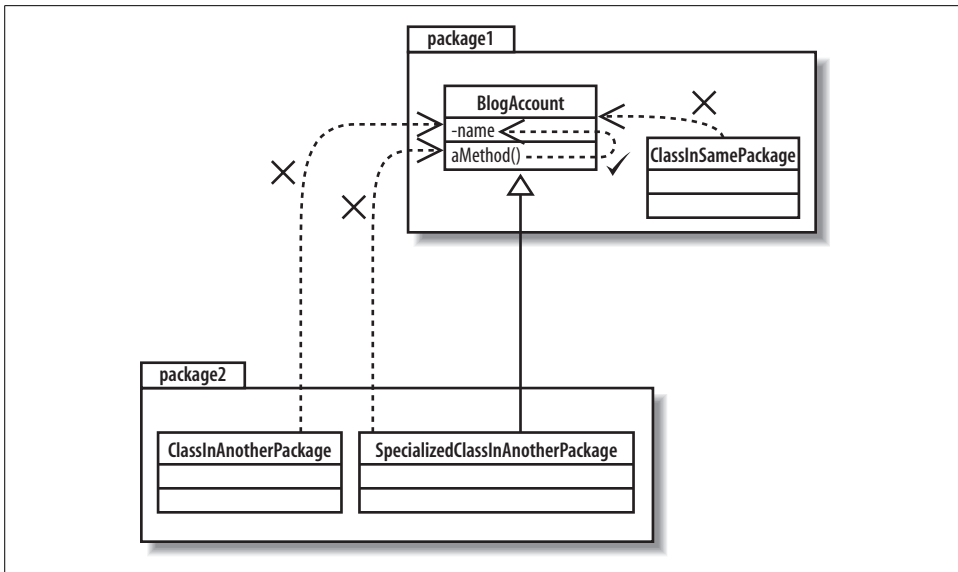 package1
BlogAccount
-name
aMethod()
ClassInSamePackage
package2
ClassInAnotherPackage
SpecializedClassInAnotherPackage